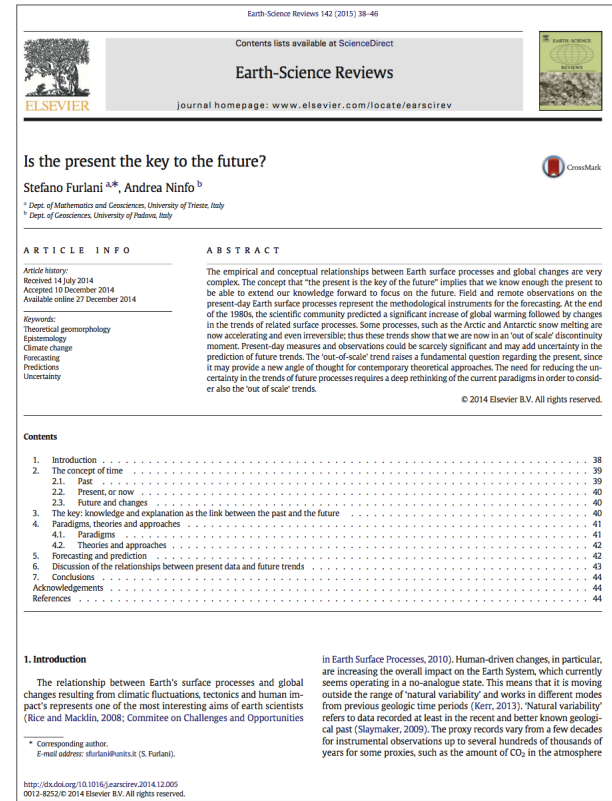 Earth-Science Reviews 142 (2015) 38–46
Contents lists available at ScienceDirect
Earth-Science Reviews
journal homepage: www.elsevier.com/locate/earscirev
ELSEVIER
EARTH-SCIENCE
REVIEWS
Is the present the key to the future?
CrossMark
Stefano Furlani a,*, Andrea Ninfo b
a Dept. of Mathematics and Geosciences, University of Trieste, Italy
b Dept. of Geosciences, University of Padova, Italy
ARTICLE INFO
Article history:
Received 14 July 2014
Accepted 10 December 2014
Available online 27 December 2014
Keywords:
Theoretical geomorphology
Epistemology
Climate change
Forecasting
Predictions
Uncertainty
ABSTRACT
The empirical and conceptual relationships between Earth surface processes and global changes are very
complex. The concept that "the present is the key of the future" implies that we know enough the present to
be able to extend our knowledge forward to focus on the future. Field and remote observations on the
present-day Earth surface processes represent the methodological instruments for the forecasting. At the end
of the 1980s, the scientific community predicted a significant increase of global warming followed by changes
in the trends of related surface processes. Some processes, such as the Arctic and Antarctic snow melting are
now accelerating and even irreversible; thus these trends show that we are now in an 'out of scale' discontinuity
moment. Present-day measures and observations could be scarcely significant and may add uncertainty in the
prediction of future trends. The 'out-of-scale' trend raises a fundamental question regarding the present, since
it may provide a new angle of thought for contemporary theoretical approaches. The need for reducing the un-
certainty in the trends of future processes requires a deep rethinking of the current paradigms in order to consid-
er also the 'out of scale' trends.
© 2014 Elsevier B.V. All rights reserved.
Contents
1. Introduction . . . . . . . . . . 38
2. The concept of time . . . . . . . . . . 39
2.1. Past . . . . . . . . . . 39
2.2. Present, or now . . . . . . . . . . 40
2.3. Future and changes . . . . . . . . . . 40
3. The key: knowledge and explanation as the link between the past and the future . . . . . . . . . . 40
4. Paradigms, theories and approaches . . . . . . . . . . 41
4.1. Paradigms . . . . . . . . . . 41
4.2. Theories and approaches . . . . . . . . . . 42
5. Forecasting and prediction . . . . . . . . . . 42
6. Discussion of the relationships between present data and future trends . . . . . . . . . . 43
7. Conclusions . . . . . . . . . . 44
Acknowledgements . . . . . . . . . . 44
References . . . . . . . . . . 44
1. Introduction
The relationship between Earth's surface processes and global
changes resulting from climatic fluctuations, tectonics and human im-
pact's represents one of the most interesting aims of earth scientists
(Rice and Macklin, 2008; Commitee on Challenges and Opportunities
in Earth Surface Processes, 2010). Human-driven changes, in particular,
are increasing the overall impact on the Earth System, which currently
seems operating in a no-analogue state. This means that it is moving
outside the range of 'natural variability' and works in different modes
from previous geologic time periods (Kerr, 2013). 'Natural variability'
refers to data recorded at least in the recent and better known geologi-
cal past (Slaymaker, 2009). The proxy records vary from a few decades
for instrumental observations up to several hundreds of thousands of
years for some proxies, such as the amount of CO2 in the atmosphere
* Corresponding author.
E-mail address: sfurlani@units.it (S. Furlani).
http://dx.doi.org/10.1016/j.earscirev.2014.12.005
0012-8252/© 2014 Elsevier B.V. All rights reserved.